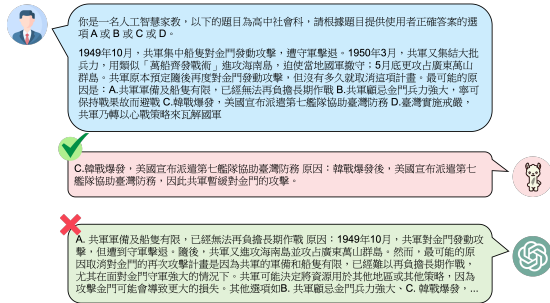 你是一名人工智慧家教，以下的題目為高中社會科，請根據題目提供使用者正確答案的選
項 A 或 B 或 C 或 D。
1949年10月，共軍集中船隻對金門發動攻擊，遭守軍擊退。1950年3月，共軍又集結大批
兵力，用類似「萬船齊發戰術」進攻海南島，迫使當地國軍撤守：5月底更攻占廣東萬山
群島。共軍原本預定隨後再度對金門發動攻擊，但沒有多久就取消這項計畫。最可能的原
因是：A.共軍軍備及船隻有限，已經無法再負擔長期作戰 B.共軍顧忌金門兵力強大，寧可
保持戰果故而避戰 C.韓戰爆發，美國宣布派遣第七艦隊協助臺灣防務 D.臺灣實施戒嚴，
共軍乃轉以心戰策略來瓦解國軍
C.韓戰爆發，美國宣布派遣第七艦隊協助臺灣防務 原因：韓戰爆發後，美國宣布派遣第七
艦隊協助臺灣防務，因此共軍暫緩對金門的攻擊。
A. 共軍軍備及船隻有限，已經無法再負擔長期作戰 原因：1949年10月，共軍對金門發動攻
擊，但遭到守軍擊退。隨後，共軍又進攻海南島並攻占廣東萬山群島。然而，最可能的原
因取消對金門的再次攻擊計畫是因為共軍的軍備和船隻有限，已經難以再負擔長期作戰，
尤其在面對金門守軍強大的情況下。共軍可能決定將資源用於其他地區或其他策略，因為
攻擊金門可能會導致更大的損失。其他選項如B. 共軍顧忌金門兵力強大、C. 韓戰爆發，...